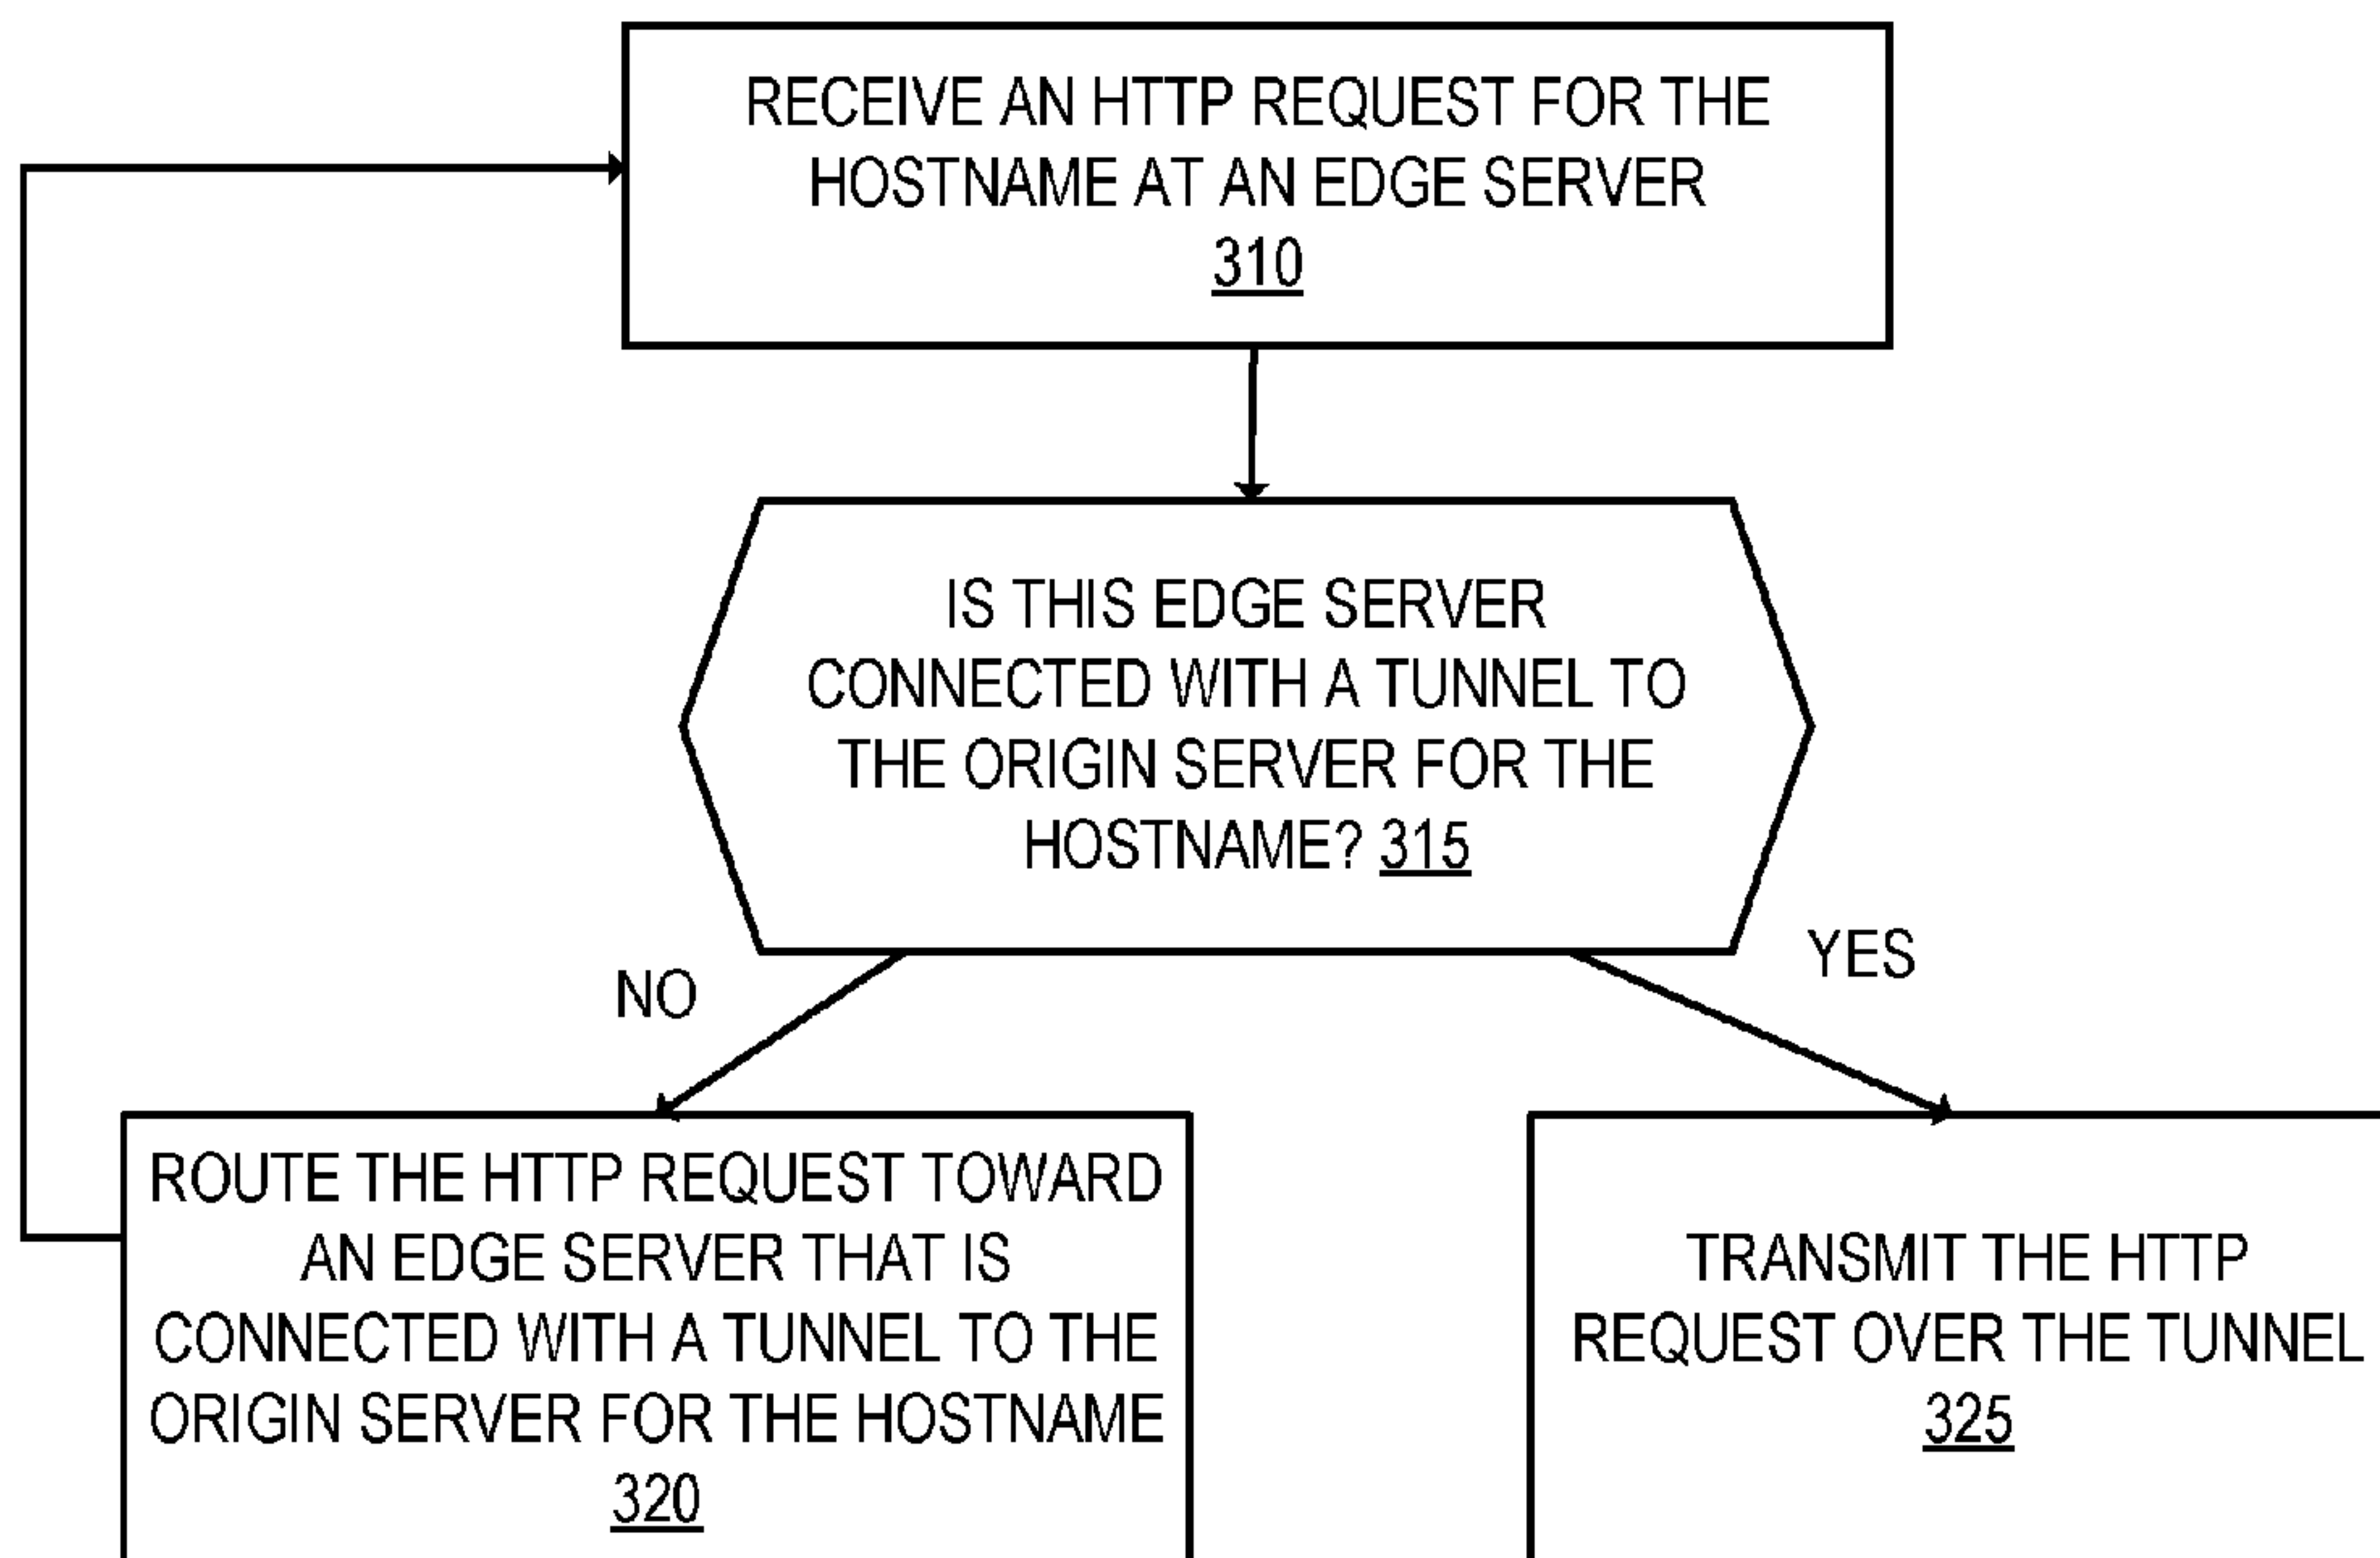 RECEIVE AN HTTP REQUEST FOR THE
HOSTNAME AT AN EDGE SERVER
310
IS THIS EDGE SERVER
CONNECTED WITH A TUNNEL TO
THE ORIGIN SERVER FOR THE
HOSTNAME? 315
NO
YES
ROUTE THE HTTP REQUEST TOWARD
AN EDGE SERVER THAT IS
CONNECTED WITH A TUNNEL TO THE
ORIGIN SERVER FOR THE HOSTNAME
320
TRANSMIT THE HTTP
REQUEST OVER THE TUNNEL
325